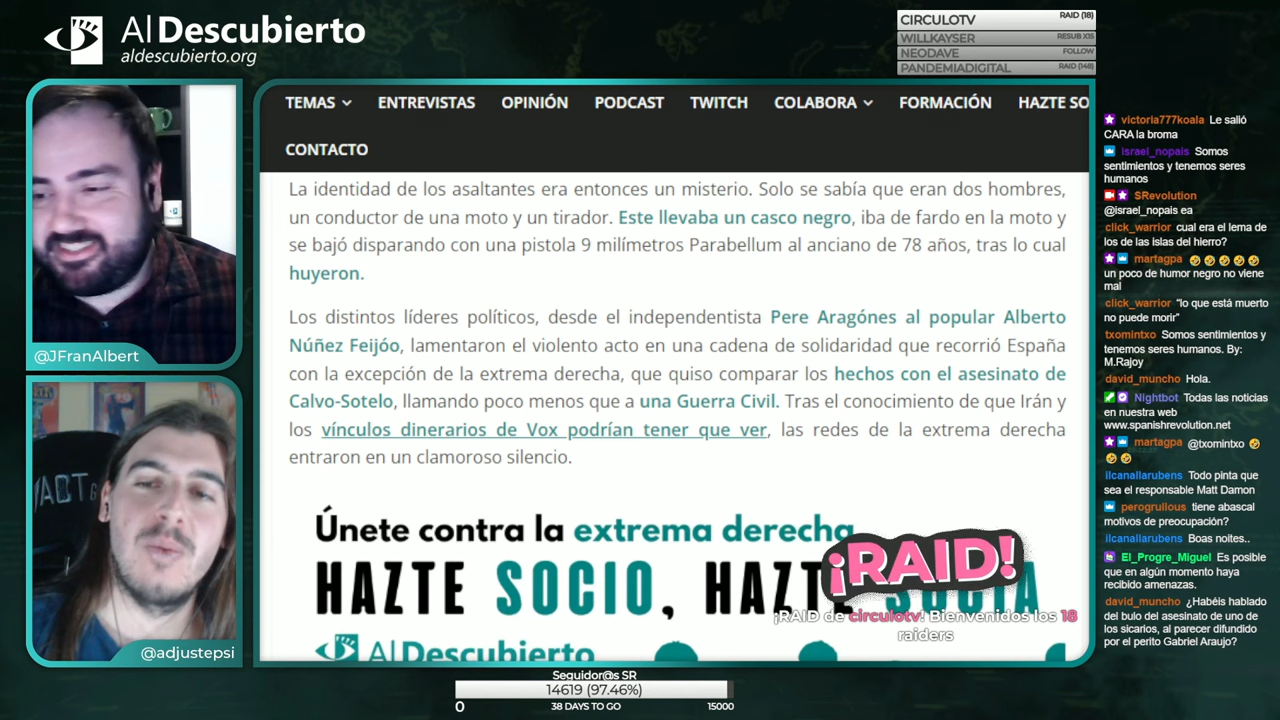 Al Descubierto
aldescubierto.org
CIRCULOTV RAID (18)
WILLKAYSER RESUB X15
NEODAVE FOLLOW
PANDEMIADIGITAL RAID (148)
TEMAS ENTREVISTAS OPINIÓN PODCAST TWITCH COLABORA FORMACIÓN HAZTE SO
CONTACTO
La identidad de los asaltantes era entonces un misterio. Solo se sabía que eran dos hombres,
un conductor de una moto y un tirador. Este llevaba un casco negro, iba de fardo en la moto y
se bajó disparando con una pistola 9 milímetros Parabellum al anciano de 78 años, tras lo cual
huyeron.
Los distintos líderes políticos, desde el independentista Pere Aragónes al popular Alberto
Núñez Feijóo, lamentaron el violento acto en una cadena de solidaridad que recorrió España
con la excepción de la extrema derecha, que quiso comparar los hechos con el asesinato de
Calvo-Sotelo, llamando poco menos que a una Guerra Civil. Tras el conocimiento de que Irán y
los vínculos dinerarios de Vox podrían tener que ver, las redes de la extrema derecha
entraron en un clamoroso silencio.
Únete contra la extrema derecha
HAZTE SOCIO, HAZTE SOCIA
¡RAID!
¡RAID de circulotv! Bienvenidos los 18
raiders
Al Descubierto
@JFranAlbert
@adjustepsi
victoria777koala Le salió
CARA la broma
israel_nopais Somos
sentimientos y tenemos seres
humanos
SRevolution
@israel_nopais ea
click_warrior cual era el lema de
los de las islas del hierro?
martagpa
un poco de humor negro no viene
mal
click_warrior "lo que está muerto
no puede morir"
txomintxo Somos sentimientos y
tenemos seres humanos. By:
M.Rajoy
david_muncho Hola.
Nightbot Todas las noticias
en nuestra web
www.spanishrevolution.net
martagpa @txomintxo
ilcanallarubens Todo pinta que
sea el responsable Matt Damon
perogrullous tiene abascal
motivos de preocupación?
ilcanallarubens Boas noites..
El_Progre_Miguel Es posible
que en algún momento haya
recibido amenazas.
david_muncho ¿Habéis hablado
del bulo del asesinato de uno de
los sicarios, al parecer difundido
por el perito Gabriel Araujo?
Seguidor@s SR
14619 (97.46%)
0 38 DAYS TO GO 15000